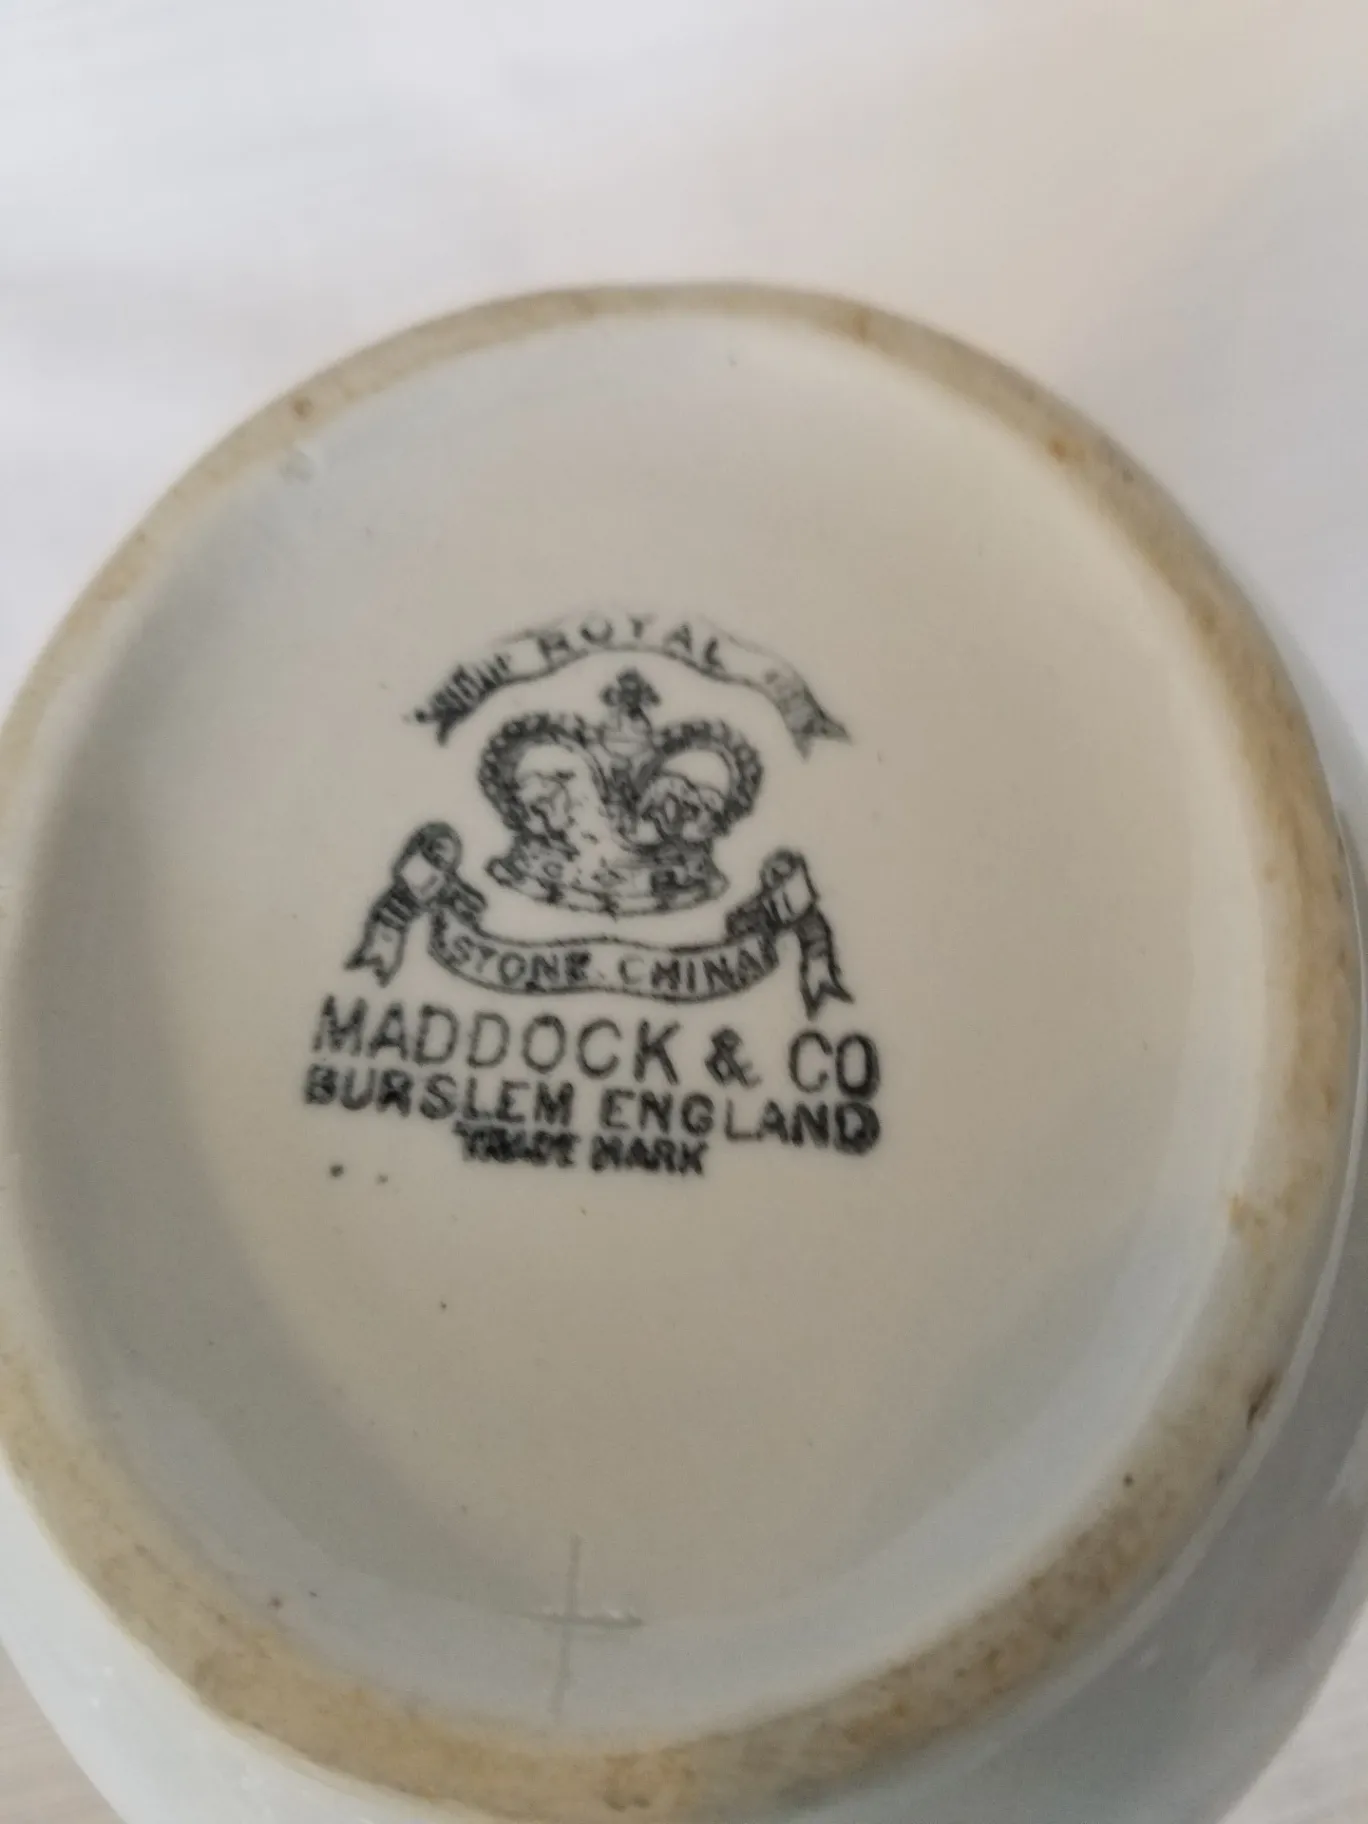 ROYAL
STONE CHINA
MADDOCK & CO
BURSLEM ENGLAND
TRADE MARK